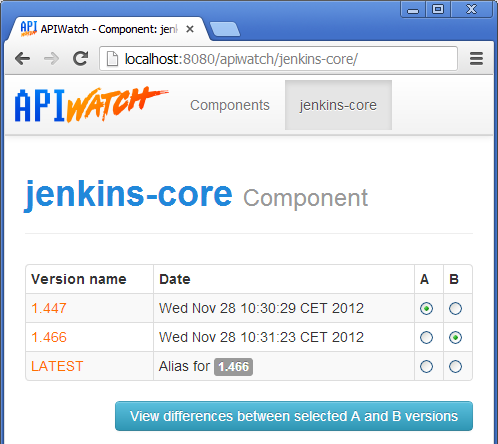 APIWatch - Component: jenk
localhost:8080/apiwatch/jenkins-core/
APIWATCH Components jenkins-core
jenkins-core Component
Version name Date A B
1.447 Wed Nov 28 10:30:29 CET 2012
1.466 Wed Nov 28 10:31:23 CET 2012
LATEST Alias for 1.466
View differences between selected A and B versions